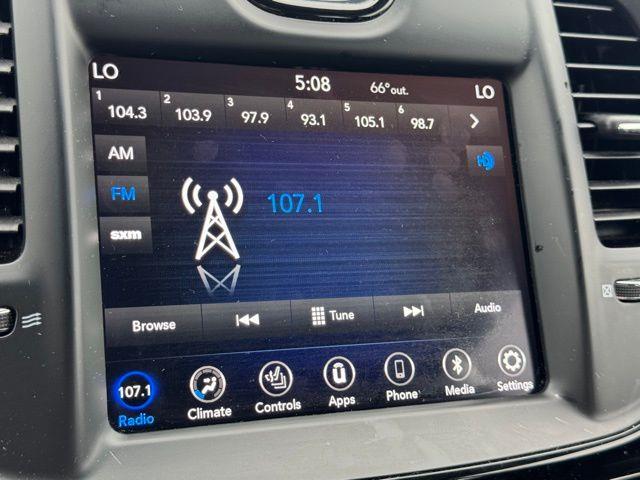 LO 5:08 66°out. LO
1 104.3 2 103.9 3 97.9 4 93.1 5 105.1 6 98.7
AM
FM 107.1
sxm
Browse Tune Audio
107.1
Radio Climate Controls Apps Phone Media Settings